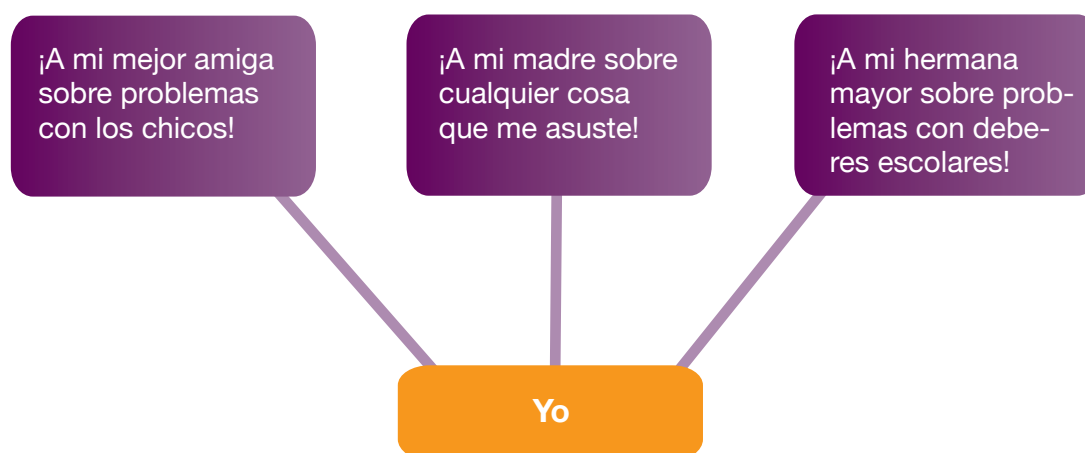 ¡A mi mejor amiga
sobre problemas
con los chicos!
¡A mi madre sobre
cualquier cosa
que me asuste!
¡A mi hermana
mayor sobre prob-
lemas con debe-
res escolares!
Yo